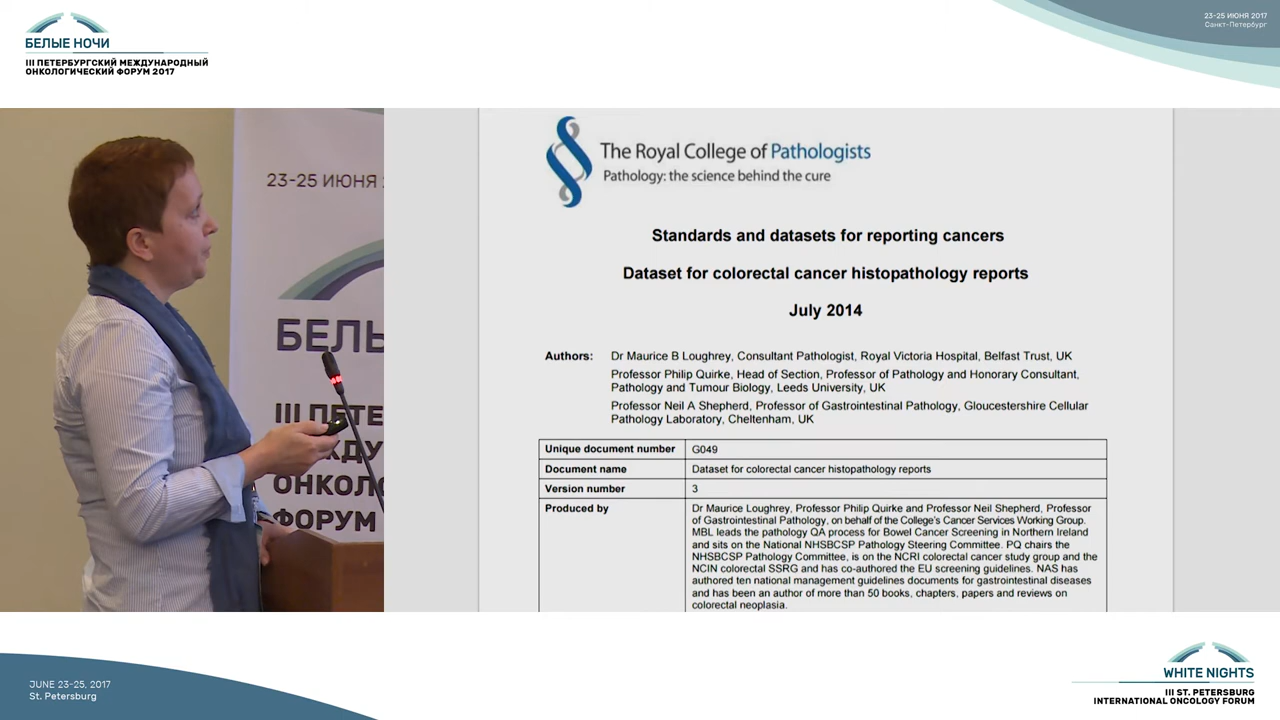 БЕЛЫЕ НОЧИ
III ПЕТЕРБУРГСКИЙ МЕЖДУНАРОДНЫЙ
ОНКОЛОГИЧЕСКИЙ ФОРУМ 2017
23-25 ИЮНЯ 2017
Санкт-Петербург
23-25 ИЮНЯ
БЕЛЫ
III ПЕТЕ
ОНКОЛ
ФОРУМ
The Royal College of Pathologists
Pathology: the science behind the cure
Standards and datasets for reporting cancers
Dataset for colorectal cancer histopathology reports
July 2014
Authors: Dr Maurice B Loughrey, Consultant Pathologist, Royal Victoria Hospital, Belfast Trust, UK
Professor Philip Quirke, Head of Section, Professor of Pathology and Honorary Consultant,
Pathology and Tumour Biology, Leeds University, UK
Professor Neil A Shepherd, Professor of Gastrointestinal Pathology, Gloucestershire Cellular
Pathology Laboratory, Cheltenham, UK
Unique document number G049
Document name Dataset for colorectal cancer histopathology reports
Version number 3
Produced by Dr Maurice Loughrey, Professor Philip Quirke and Professor Neil Shepherd, Professor
of Gastrointestinal Pathology, on behalf of the College's Cancer Services Working Group.
MBL leads the pathology QA process for Bowel Cancer Screening in Northern Ireland
and sits on the National NHSBCSP Pathology Steering Committee. PQ chairs the
NHSBCSP Pathology Committee, is on the NCRI colorectal cancer study group and the
NCIN colorectal SSRG and has co-authored the EU screening guidelines. NAS has
authored ten national management guidelines documents for gastrointestinal diseases
and has been an author of more than 50 books, chapters, papers and reviews on
colorectal neoplasia.
JUNE 23-25, 2017
St. Petersburg
WHITE NIGHTS
III ST. PETERSBURG
INTERNATIONAL ONCOLOGY FORUM